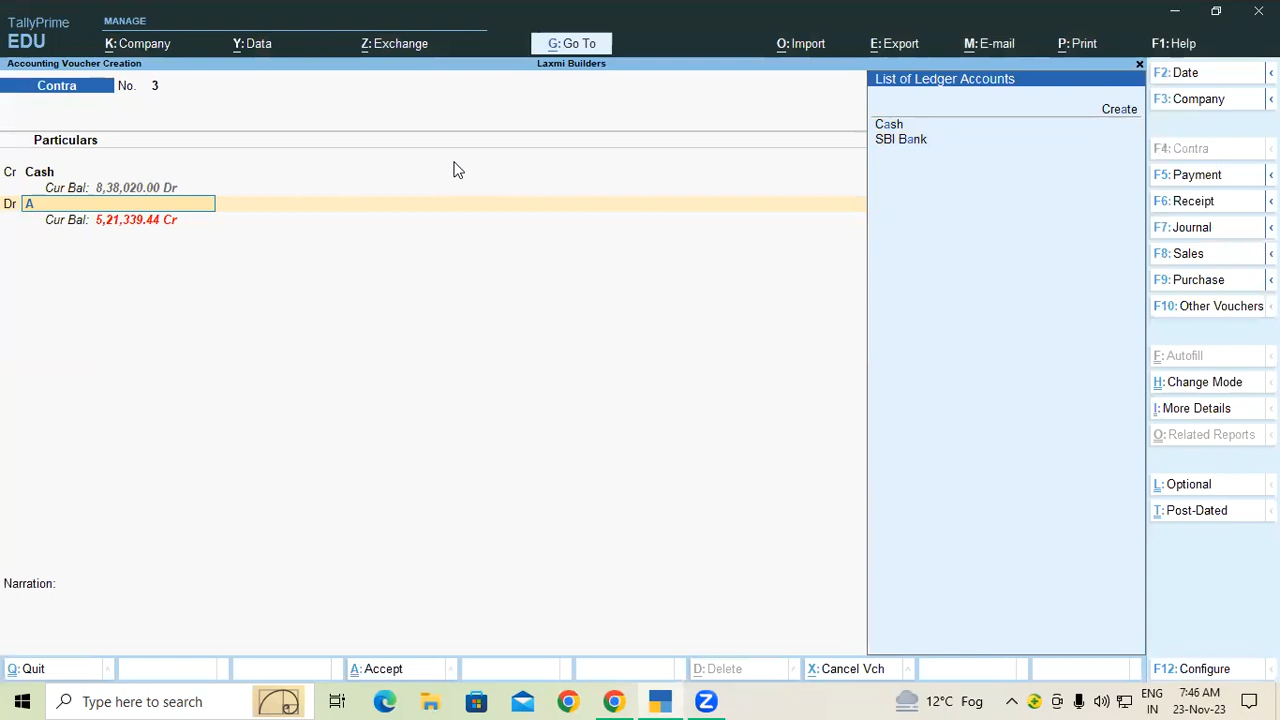 TallyPrime
EDU
MANAGE
K: Company
Y: Data
Z: Exchange
G: Go To
O: Import
E: Export
M: E-mail
P: Print
F1: Help
Accounting Voucher Creation
Laxmi Builders
Contra No. 3
Particulars
Cr Cash
Cur Bal: 8,38,020.00 Dr
Dr A
Cur Bal: 5,21,339.44 Cr
Narration:
List of Ledger Accounts
Create
Cash
SBI Bank
F2: Date
F3: Company
F4: Contra
F5: Payment
F6: Receipt
F7: Journal
F8: Sales
F9: Purchase
F10: Other Vouchers
F: Autofill
H: Change Mode
I: More Details
O: Related Reports
L: Optional
T: Post-Dated
Q: Quit
A: Accept
D: Delete
X: Cancel Vch
F12: Configure
Type here to search
12°C Fog
ENG
IN
7:46 AM
23-Nov-23